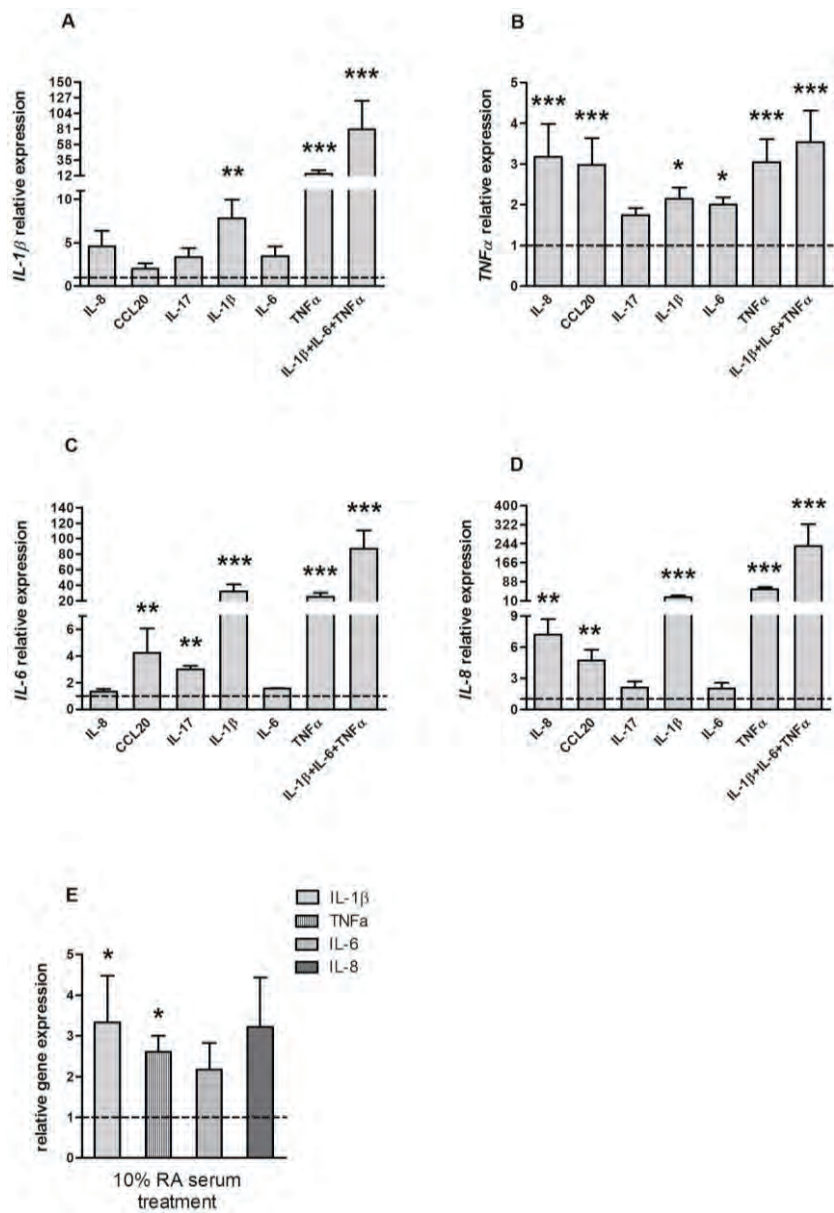 A
IL-1β relative expression
150
127
104
81
58
35
12
10
5
0
**
***
***
IL-8
CCL20
IL-17
IL-1β
IL-6
TNFα
IL-1β+IL-6+TNFα
B
TNFα relative expression
5
4
3
2
1
0
***
***
*
*
***
***
IL-8
CCL20
IL-17
IL-1β
IL-6
TNFα
IL-1β+IL-6+TNFα
C
IL-6 relative expression
140
120
100
80
60
40
20
6
4
2
0
**
**
***
***
***
IL-8
CCL20
IL-17
IL-1β
IL-6
TNFα
IL-1β+IL-6+TNFα
D
IL-8 relative expression
400
322
244
166
88
10
9
6
3
0
**
**
***
***
***
IL-8
CCL20
IL-17
IL-1β
IL-6
TNFα
IL-1β+IL-6+TNFα
E
IL-1β
TNFa
IL-6
IL-8
relative gene expression
5
4
3
2
1
0
*
*
10% RA serum
treatment